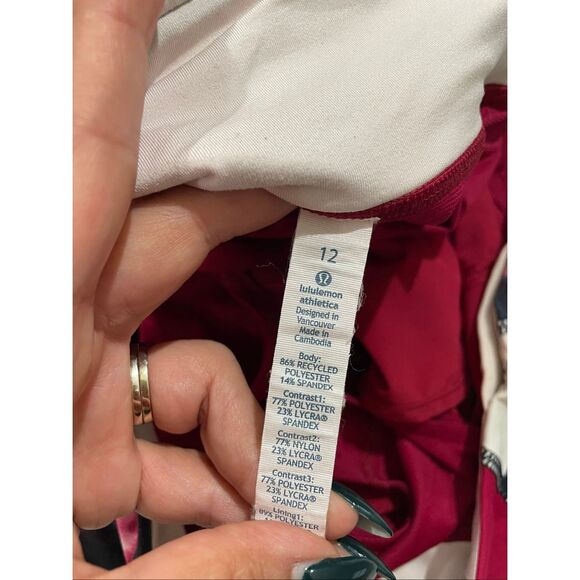 12
lululemon
athletica
Designed in
Vancouver
Made in
Cambodia
Body:
86% RECYCLED
POLYESTER
14% SPANDEX
Contrast1:
77% POLYESTER
23% LYCRA®
SPANDEX
Contrast2:
77% NYLON
23% LYCRA®
SPANDEX
Contrast3:
77% POLYESTER
23% LYCRA®
SPANDEX
Lining1:
POLYESTER